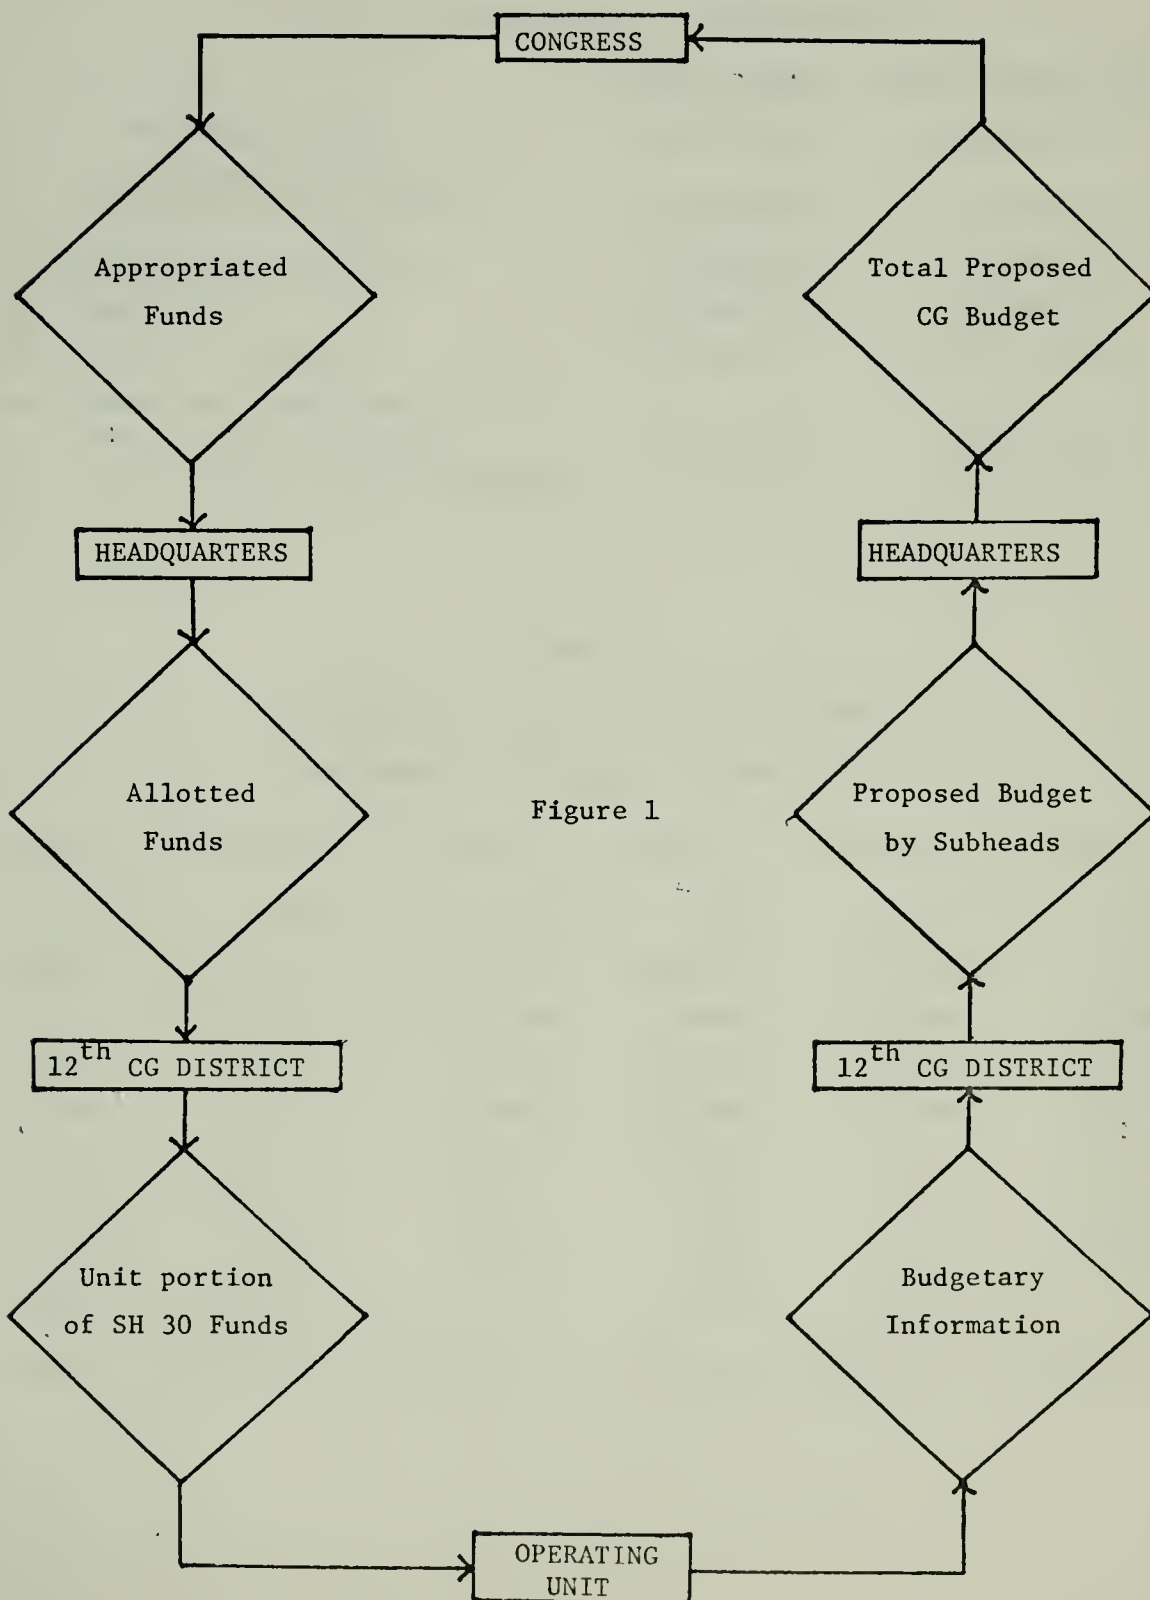 CONGRESS
Appropriated
Funds
Total Proposed
CG Budget
HEADQUARTERS
HEADQUARTERS
Allotted
Funds
Figure 1
Proposed Budget
by Subheads
12th CG DISTRICT
12th CG DISTRICT
Unit portion
of SH 30 Funds
Budgetary
Information
OPERATING
UNIT